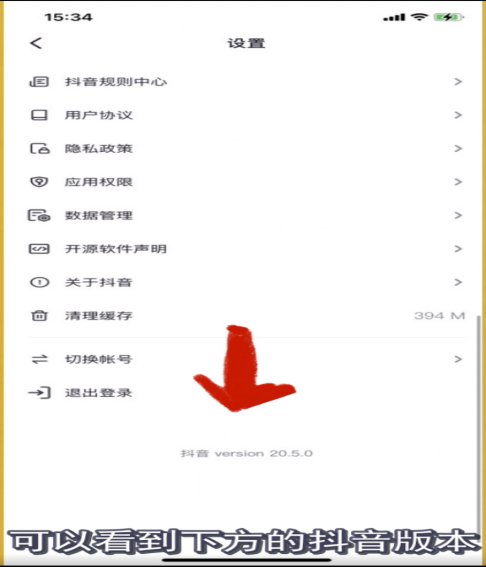 15:34
设置
抖音规则中心
用户协议
隐私政策
应用权限
数据管理
开源软件声明
关于抖音
清理缓存 394 M
切换帐号
退出登录
抖音 version 20.5.0
可以看到下方的抖音版本